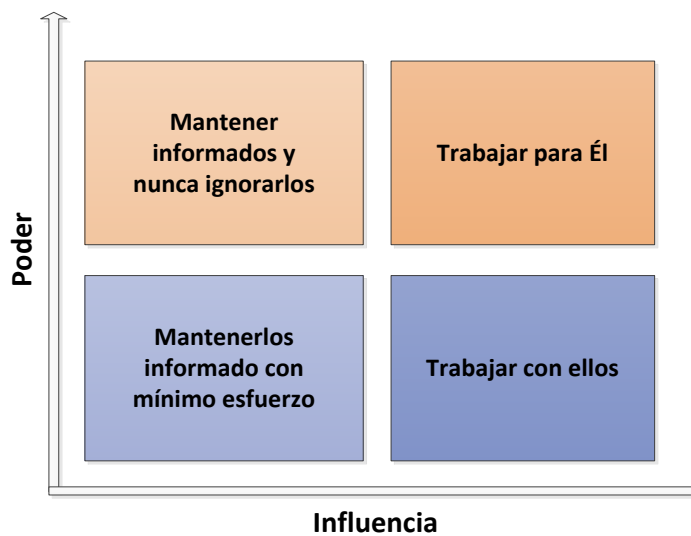 Poder
Mantener
informados y
nunca ignorarlos
Trabajar para Él
Mantenerlos
informado con
mínimo esfuerzo
Trabajar con ellos
Influencia